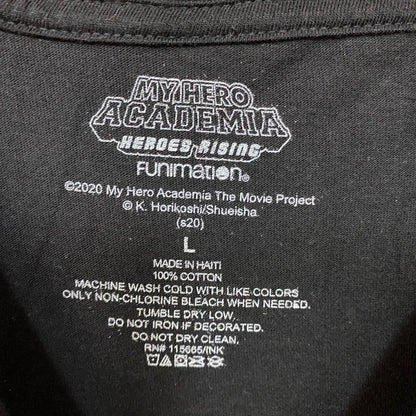 MY HERO
ACADEMIA
HEROES RISING
FUNIMATION®
©2020 My Hero Academia The Movie Project
© K. Horikoshi/Shueisha
(s20)
L
MADE IN HAITI
100% COTTON
MACHINE WASH COLD WITH LIKE COLORS
ONLY NON-CHLORINE BLEACH WHEN NEEDED.
TUMBLE DRY LOW.
DO NOT IRON IF DECORATED.
DO NOT DRY CLEAN.
RN# 115665/INK